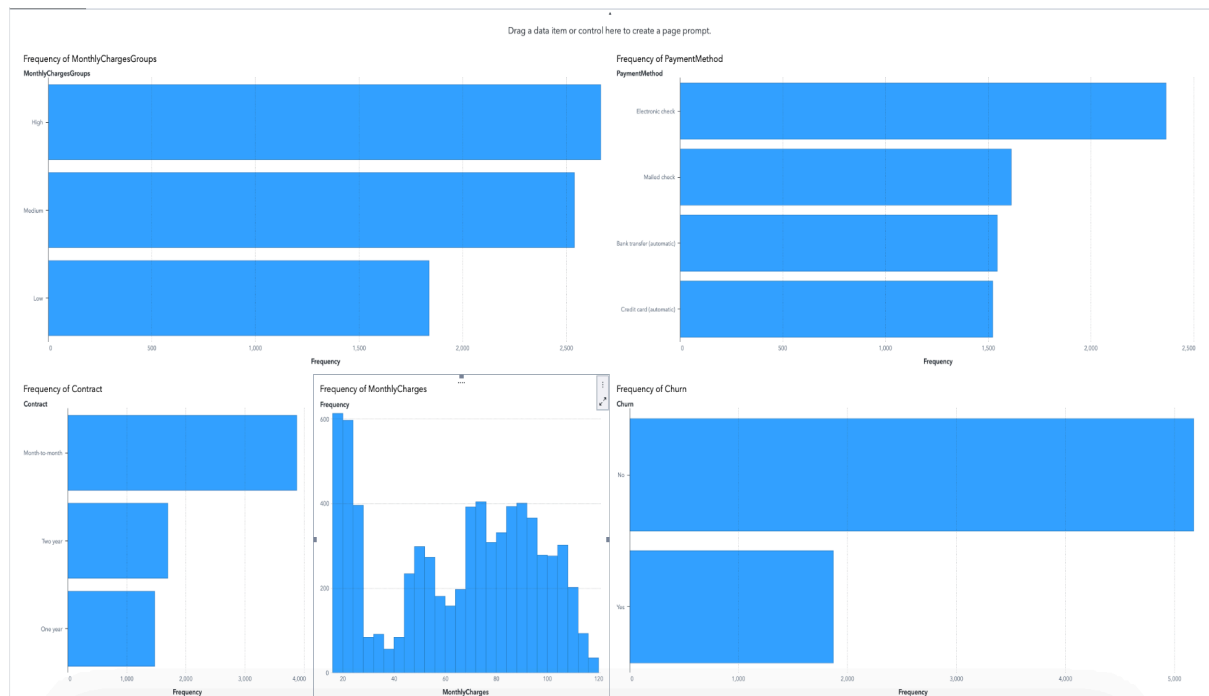 Drag a data item or control here to create a page prompt.
Frequency of MonthlyChargesGroups
MonthlyChargesGroups
High
Medium
Low
0 500 1,000 1,500 2,000 2,500
Frequency
Frequency of PaymentMethod
PaymentMethod
Electronic check
Mailed check
Bank transfer (automatic)
Credit card (automatic)
0 500 1,000 1,500 2,000 2,500
Frequency
Frequency of Contract
Contract
Month-to-month
Two year
One year
0 1,000 2,000 3,000 4,000
Frequency
Frequency of MonthlyCharges
Frequency
600
400
200
0
20 40 60 80 100 120
MonthlyCharges
Frequency of Churn
Churn
No
Yes
0 1,000 2,000 3,000 4,000 5,000
Frequency